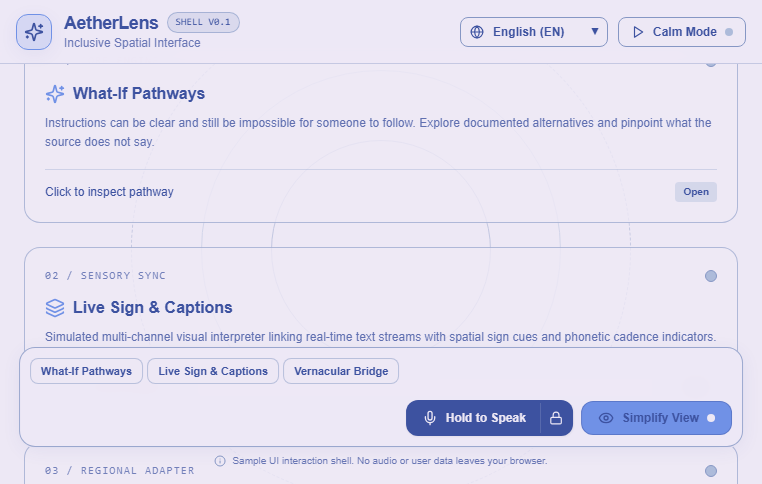 AetherLens
SHELL V0.1
Inclusive Spatial Interface
English (EN)
Calm Mode
What-If Pathways
Instructions can be clear and still be impossible for someone to follow. Explore documented alternatives and pinpoint what the
source does not say.
Click to inspect pathway
Open
02 / SENSORY SYNC
Live Sign & Captions
Simulated multi-channel visual interpreter linking real-time text streams with spatial sign cues and phonetic cadence indicators.
What-If Pathways
Live Sign & Captions
Vernacular Bridge
Hold to Speak
Simplify View
Sample UI interaction shell. No audio or user data leaves your browser.
03 / REGIONAL ADAPTER